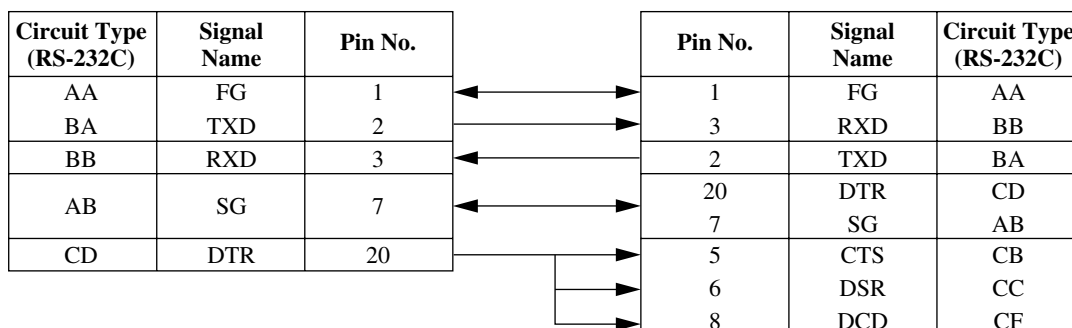 Circuit Type (RS-232C) Signal Name Pin No.
AA FG 1
BA TXD 2
BB RXD 3
AB SG 7
CD DTR 20
Pin No. Signal Name Circuit Type (RS-232C)
1 FG AA
3 RXD BB
2 TXD BA
20 DTR CD
7 SG AB
5 CTS CB
6 DSR CC
8 DCD CF